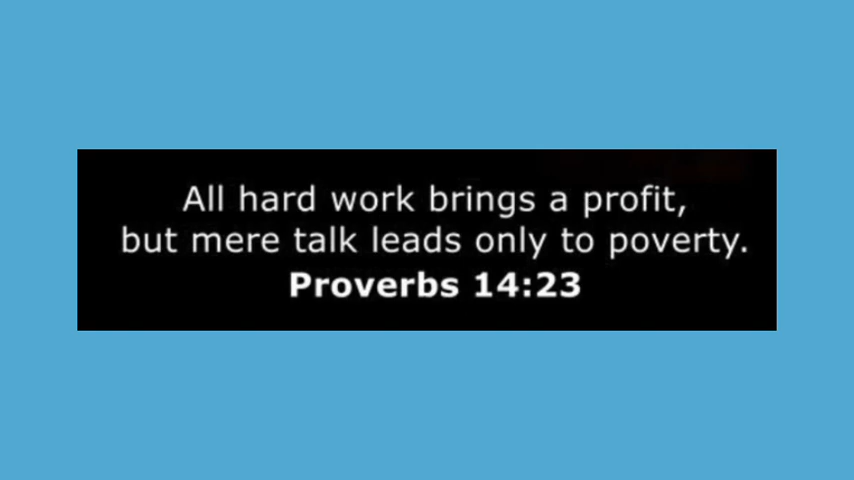 All hard work brings a profit,
but mere talk leads only to poverty.
Proverbs 14:23